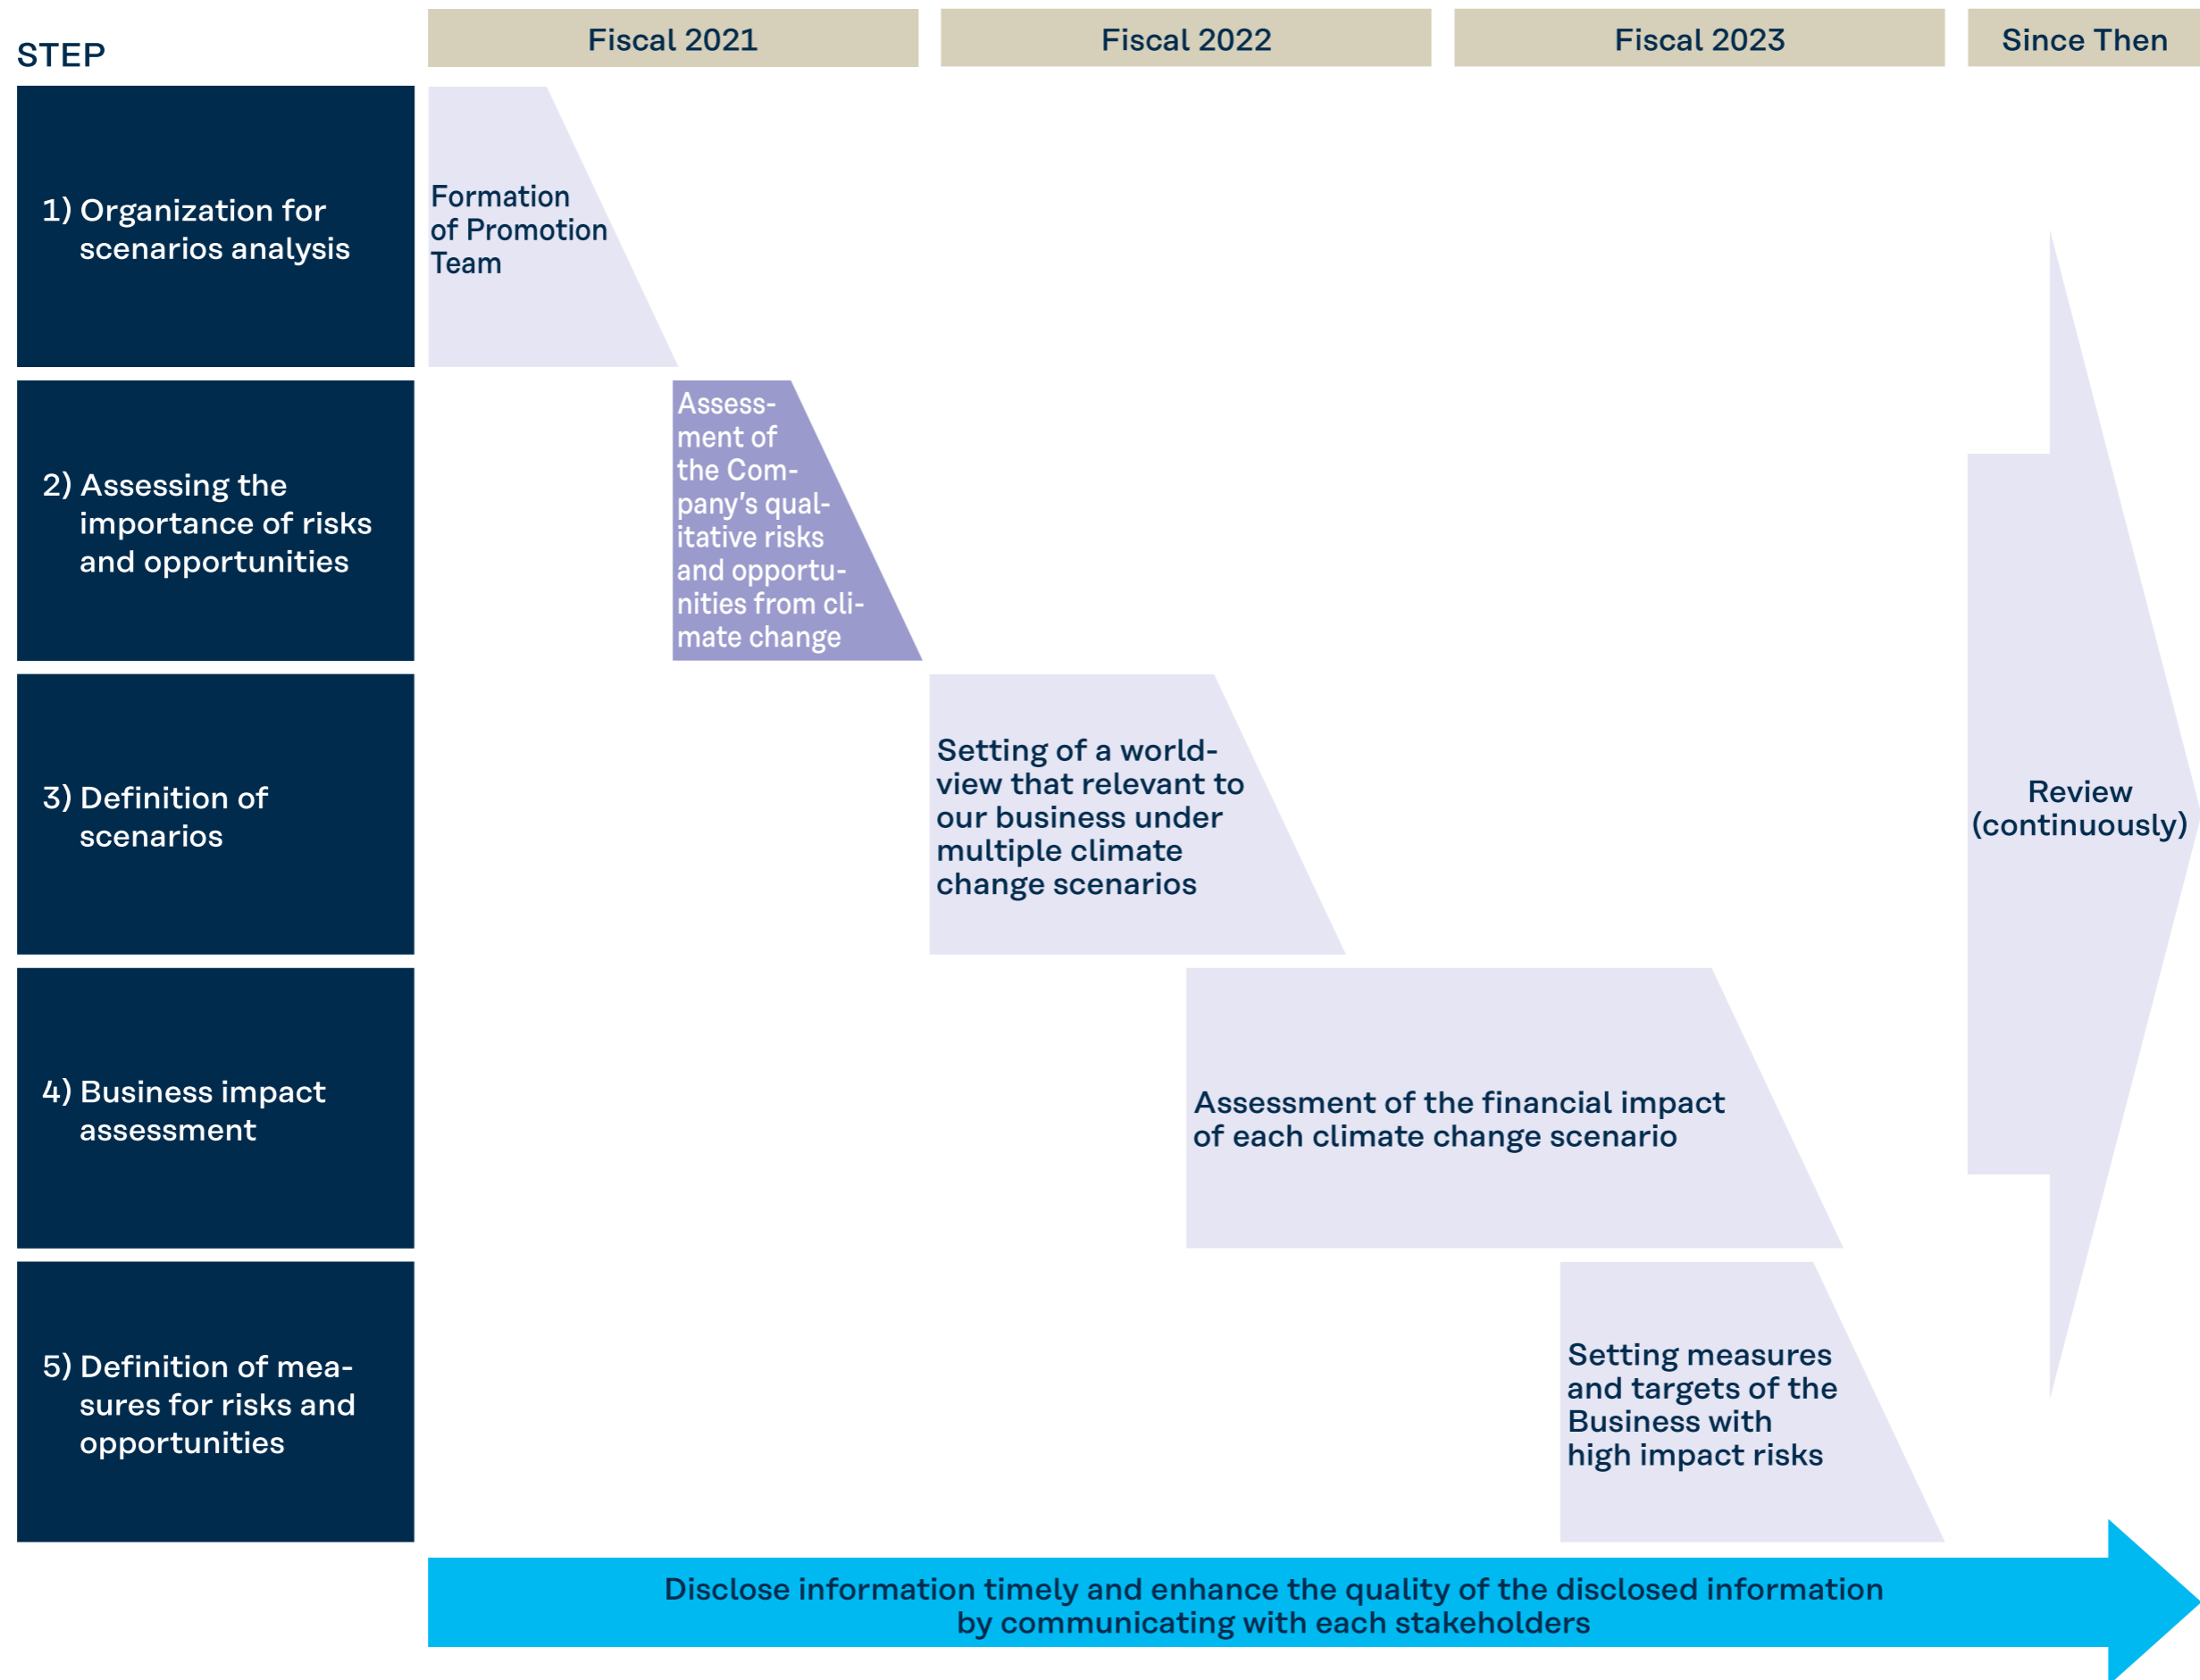 STEP
Fiscal 2021
Fiscal 2022
Fiscal 2023
Since Then
1) Organization for
scenarios analysis
Formation
of Promotion
Team
2) Assessing the
importance of risks
and opportunities
Assess-
ment of
the Com-
pany's qual-
itative risks
and opportu-
nities from cli-
mate change
3) Definition of
scenarios
Setting of a world-
view that relevant to
our business under
multiple climate
change scenarios
Review
(continuously)
4) Business impact
assessment
Assessment of the financial impact
of each climate change scenario
5) Definition of mea-
sures for risks and
opportunities
Setting measures
and targets of the
Business with
high impact risks
Disclose information timely and enhance the quality of the disclosed information
by communicating with each stakeholders